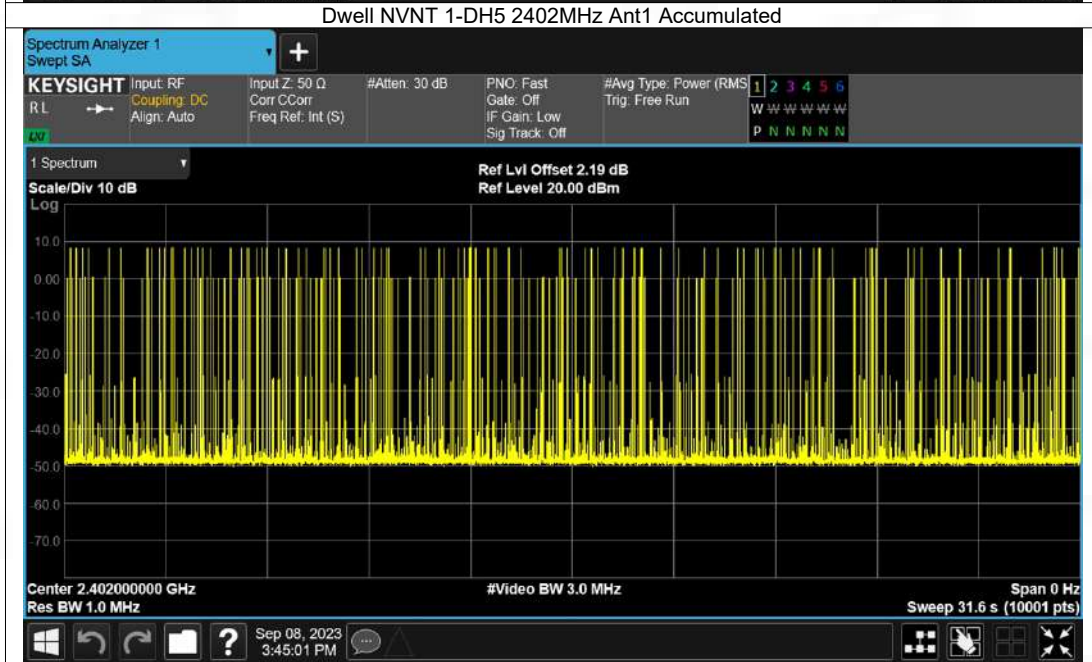 Dwell NVNT 1-DH5 2402MHz Ant1 Accumulated
Spectrum Analyzer 1
Swept SA
+
KEYSIGHT
RL
LXI
Input: RF
Coupling: DC
Align: Auto
Input Z: 50 Ω
Corr CCorr
Freq Ref: Int (S)
#Atten: 30 dB
PNO: Fast
Gate: Off
IF Gain: Low
Sig Track: Off
#Avg Type: Power (RMS
Trig: Free Run
1 2 3 4 5 6
W W W W W W
P N N N N N
1 Spectrum
Scale/Div 10 dB
Ref Lvl Offset 2.19 dB
Ref Level 20.00 dBm
Log
10.0
0.00
-10.0
-20.0
-30.0
-40.0
-50.0
-60.0
-70.0
Center 2.402000000 GHz
#Video BW 3.0 MHz
Span 0 Hz
Res BW 1.0 MHz
Sweep 31.6 s (10001 pts)
?
Sep 08, 2023
3:45:01 PM